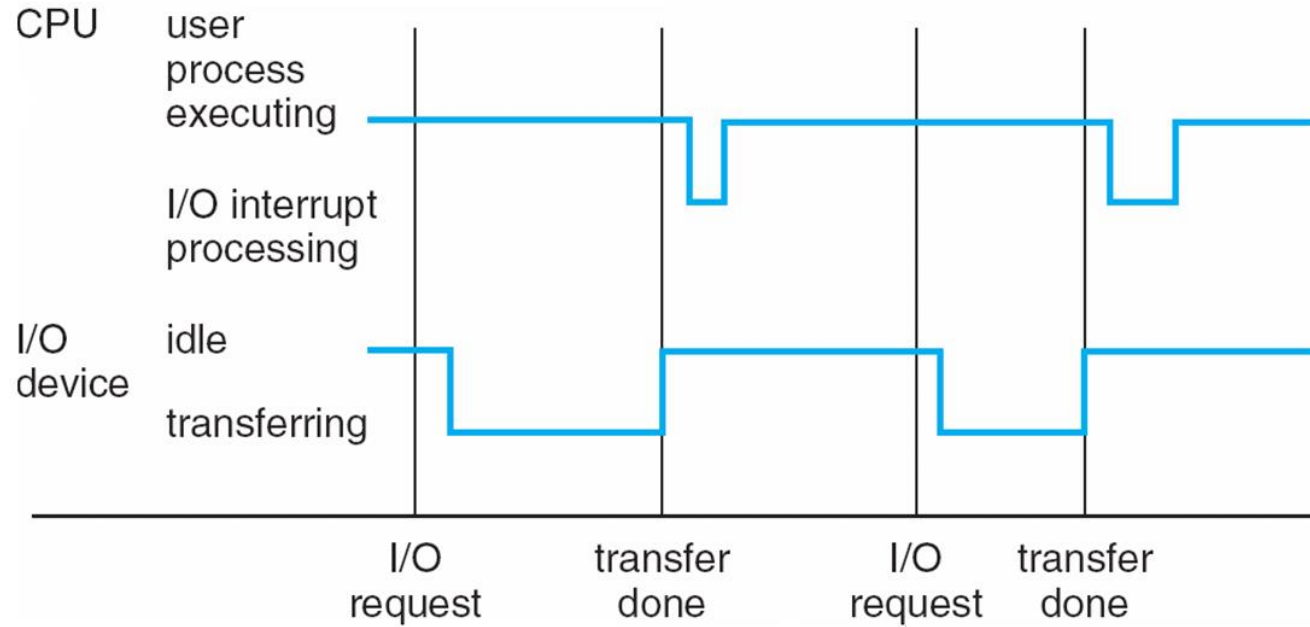 CPU
user
process
executing
I/O interrupt
processing
I/O
device
idle
transferring
I/O
request
transfer
done
I/O
request
transfer
done